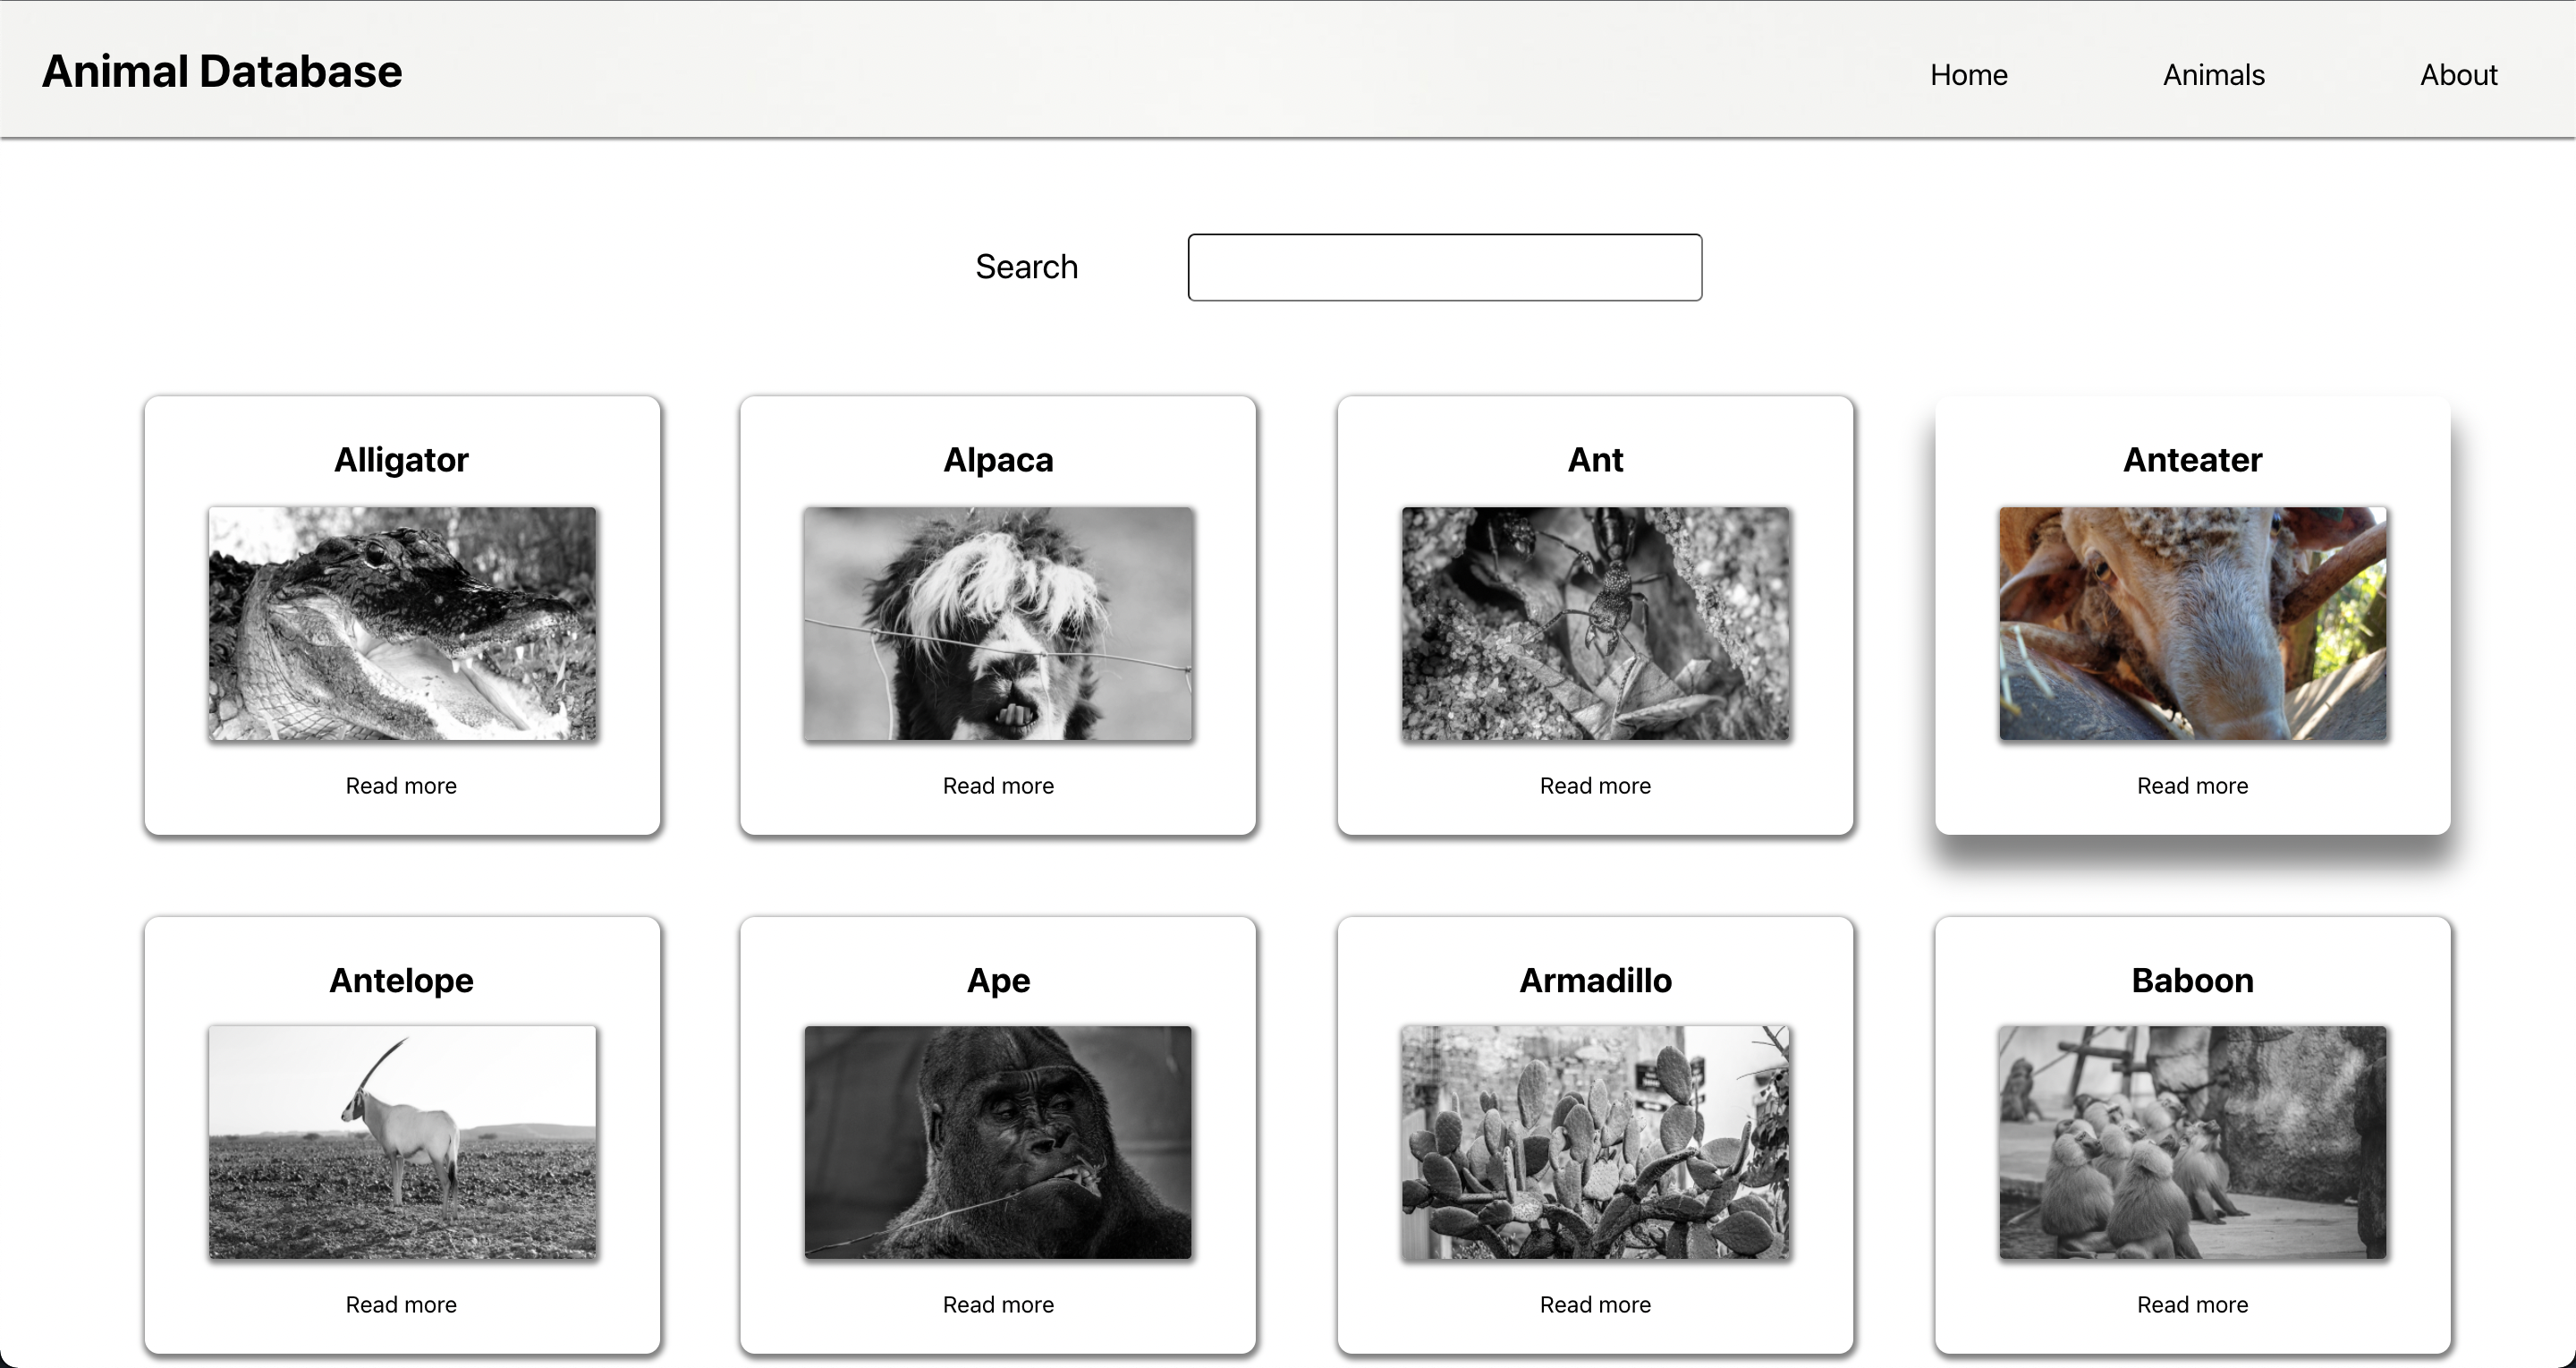 Animal Database
Home Animals About
Search
Alligator
Alpaca
Ant
Anteater
Read more
Read more
Read more
Read more
Antelope
Ape
Armadillo
Baboon
Read more
Read more
Read more
Read more